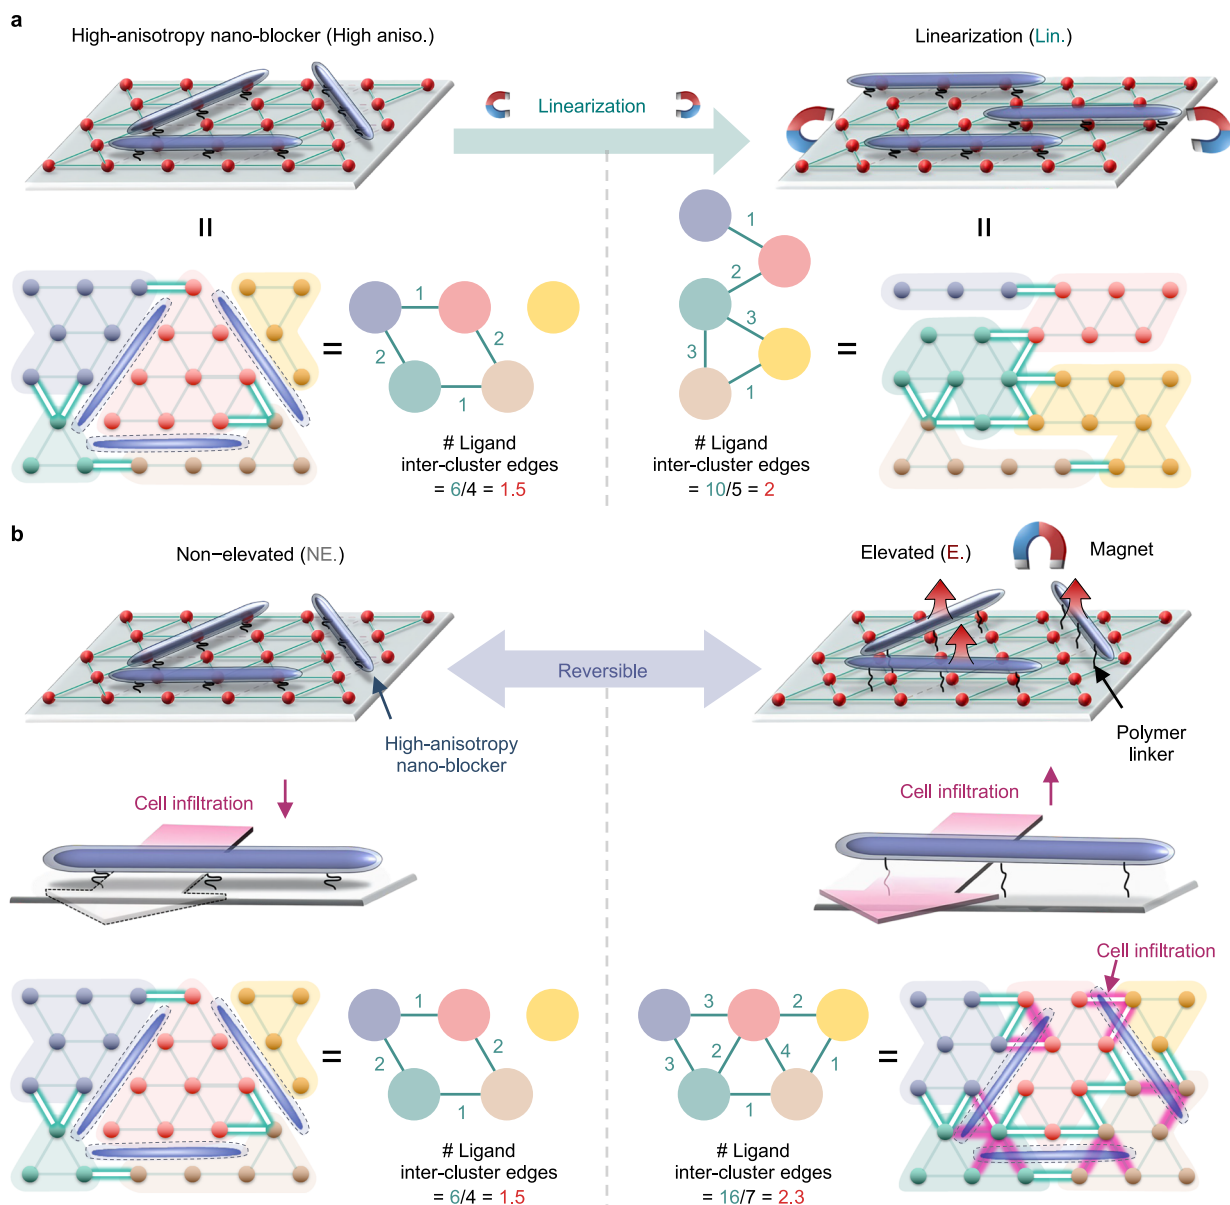 a
High-anisotropy nano-blocker (High aniso.)
Linearization (Lin.)
Linearization
1
2
2
1
=
=
=
# Ligand
inter-cluster edges
= 6/4 = 1.5
1
2
3
3
1
=
# Ligand
inter-cluster edges
= 10/5 = 2
b
Non−elevated (NE.)
Elevated (E.)
Magnet
Reversible
High-anisotropy
nano-blocker
Polymer
linker
Cell infiltration
Cell infiltration
Cell infiltration
=
1
2
2
1
# Ligand
inter-cluster edges
= 6/4 = 1.5
3
2
3
2
4
1
1
=
# Ligand
inter-cluster edges
= 16/7 = 2.3